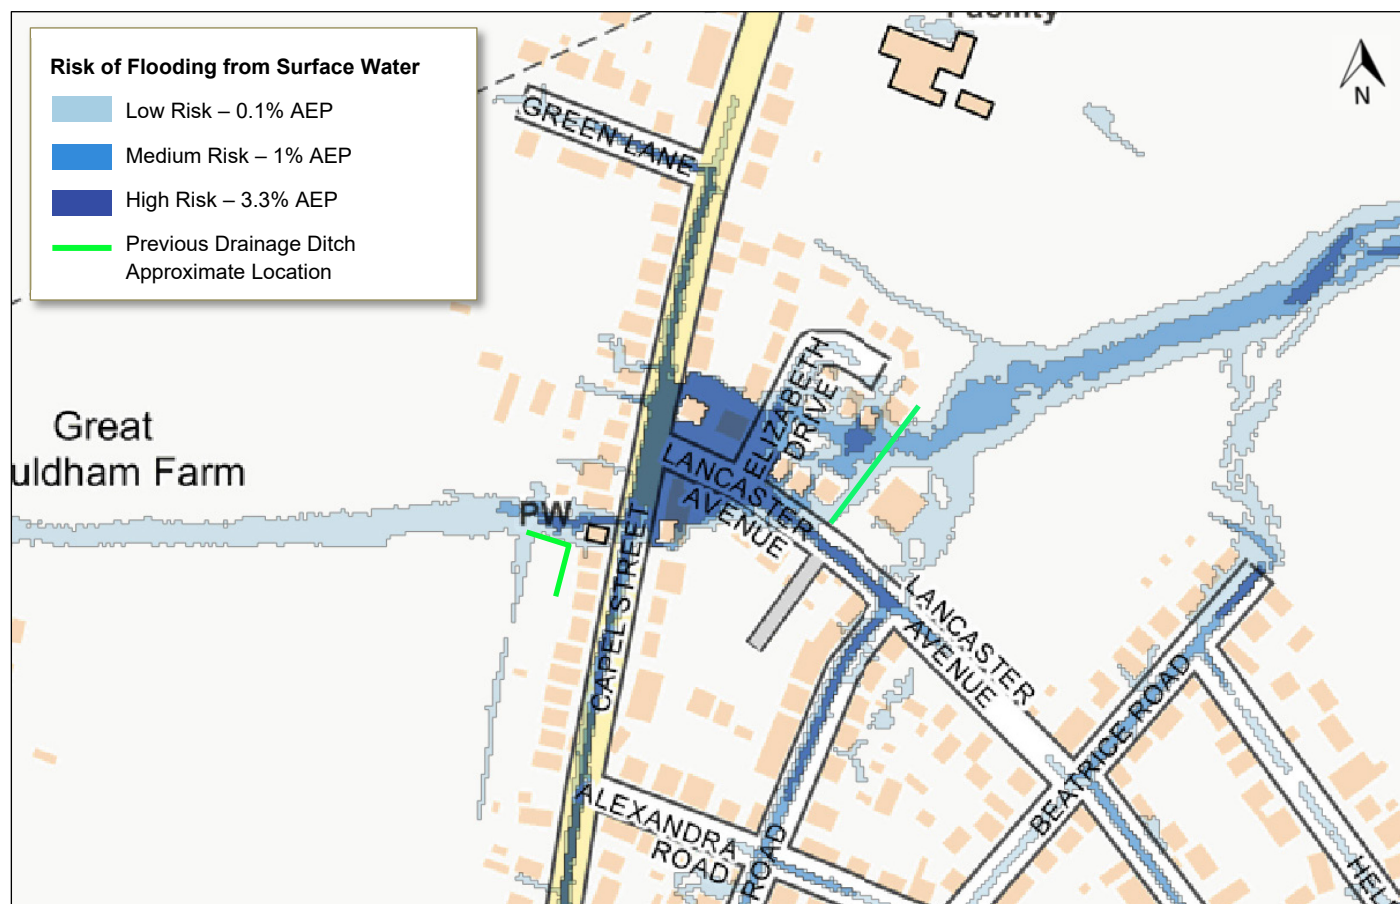 Facility
Risk of Flooding from Surface Water
Low Risk – 0.1% AEP
Medium Risk – 1% AEP
High Risk – 3.3% AEP
Previous Drainage Ditch
Approximate Location
N
GREEN LANE
ELIZABETH
DRIVE
Great
uldham Farm
LANCASTER
AVENUE
PW
CAPEL STREET
LANCASTER
AVENUE
BEATRICE ROAD
ALEXANDRA
ROAD
ROAD
HEL